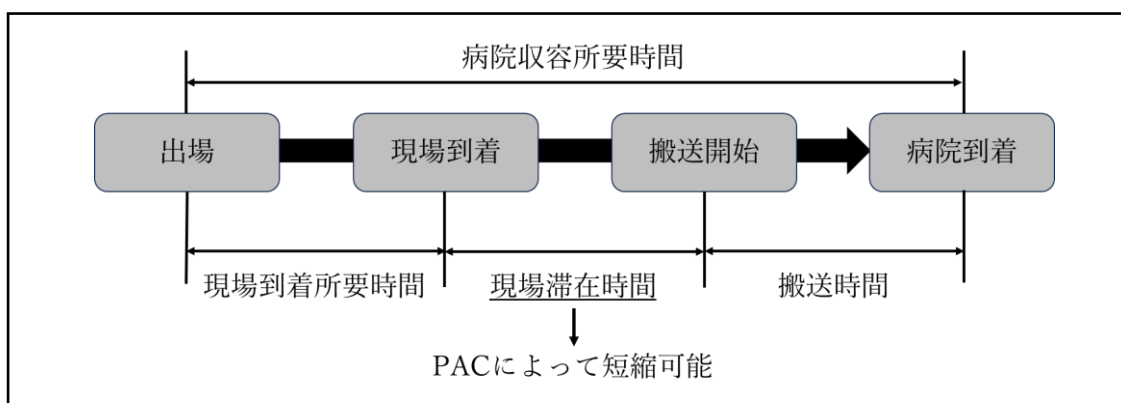 病院収容所要時間
出場
現場到着
搬送開始
病院到着
現場到着所要時間
現場滞在時間
搬送時間
PACによって短縮可能